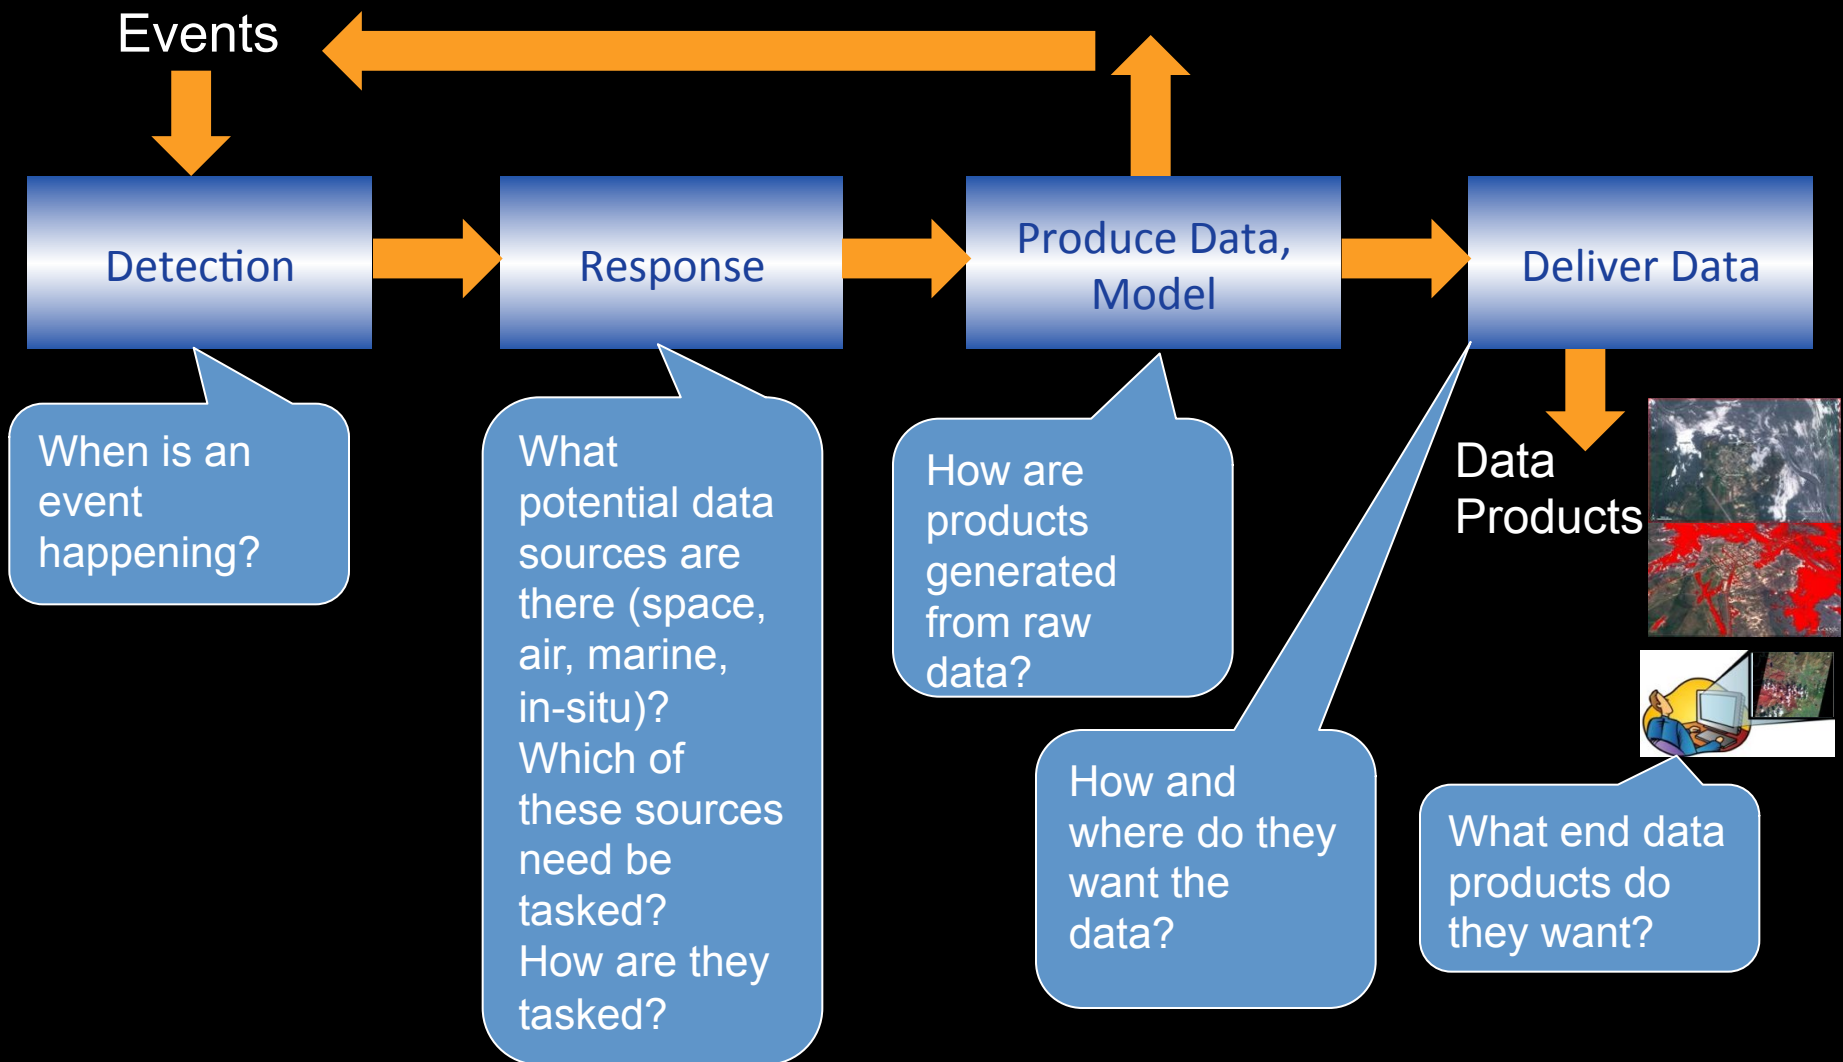 Events
Detection
Response
Produce Data,
Model
Deliver Data
When is an
event
happening?
What
potential data
sources are
there (space,
air, marine,
in-situ)?
Which of
these sources
need be
tasked?
How are they
tasked?
How are
products
generated
from raw
data?
How and
where do they
want the
data?
Data
Products
What end data
products do
they want?